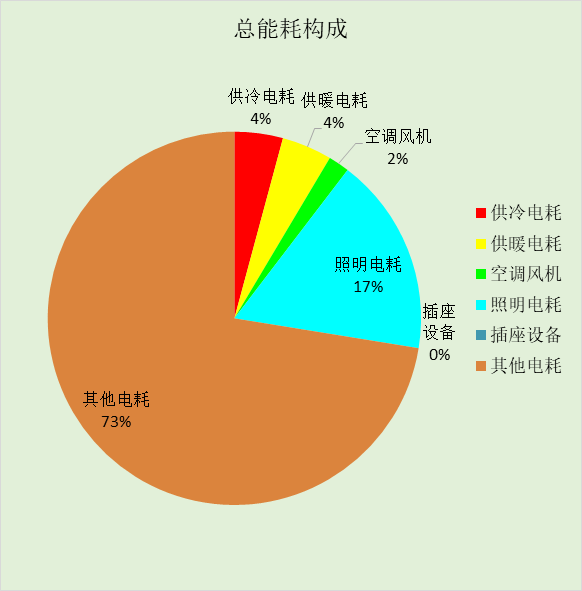 总能耗构成
供冷电耗
4%
供暖电耗
4%
空调风机
2%
照明电耗
17%
插座
设备
0%
其他电耗
73%
供冷电耗
供暖电耗
空调风机
照明电耗
插座设备
其他电耗